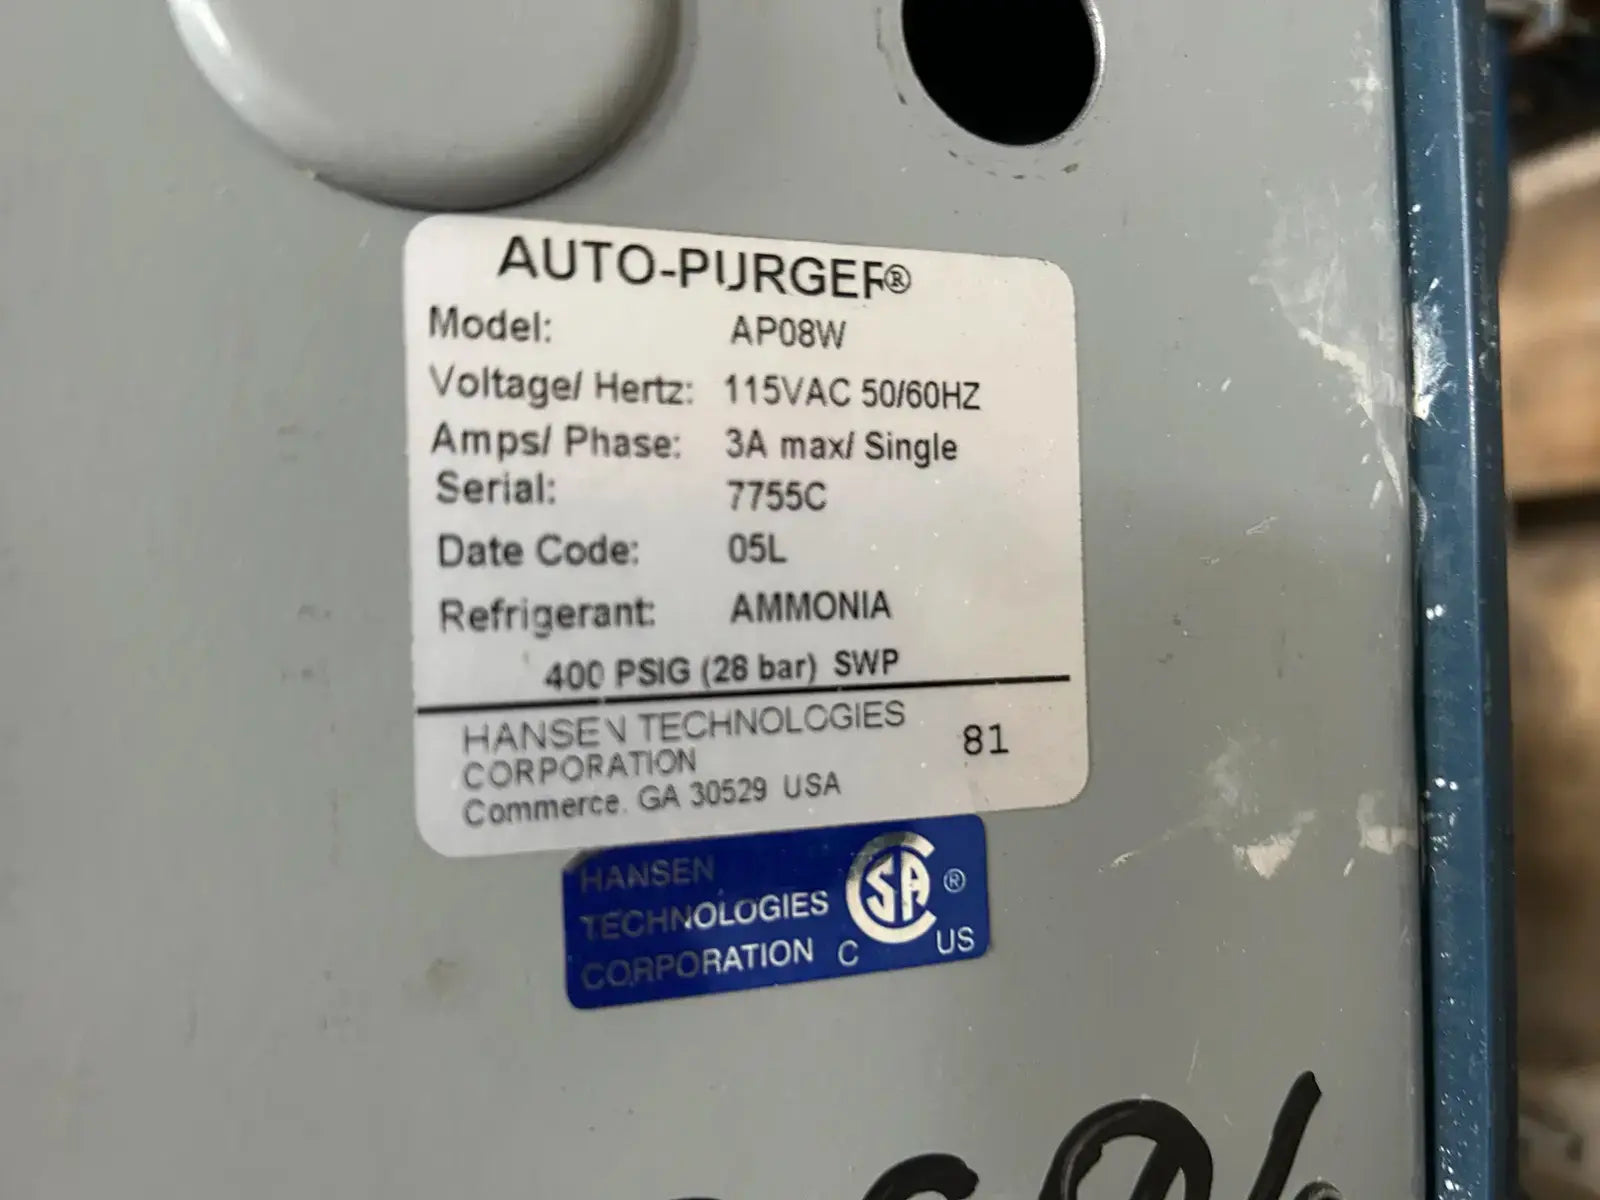 AUTO-PURGER®
Model: AP08W
Voltage/ Hertz: 115VAC 50/60HZ
Amps/ Phase: 3A max/ Single
Serial: 7755C
Date Code: 05L
Refrigerant: AMMONIA
400 PSIG (28 bar) SWP
HANSEN TECHNOLOGIES
CORPORATION
81
Commerce. GA 30529 USA
HANSEN
TECHNOLOGIES
CORPORATION
C SA ® C US